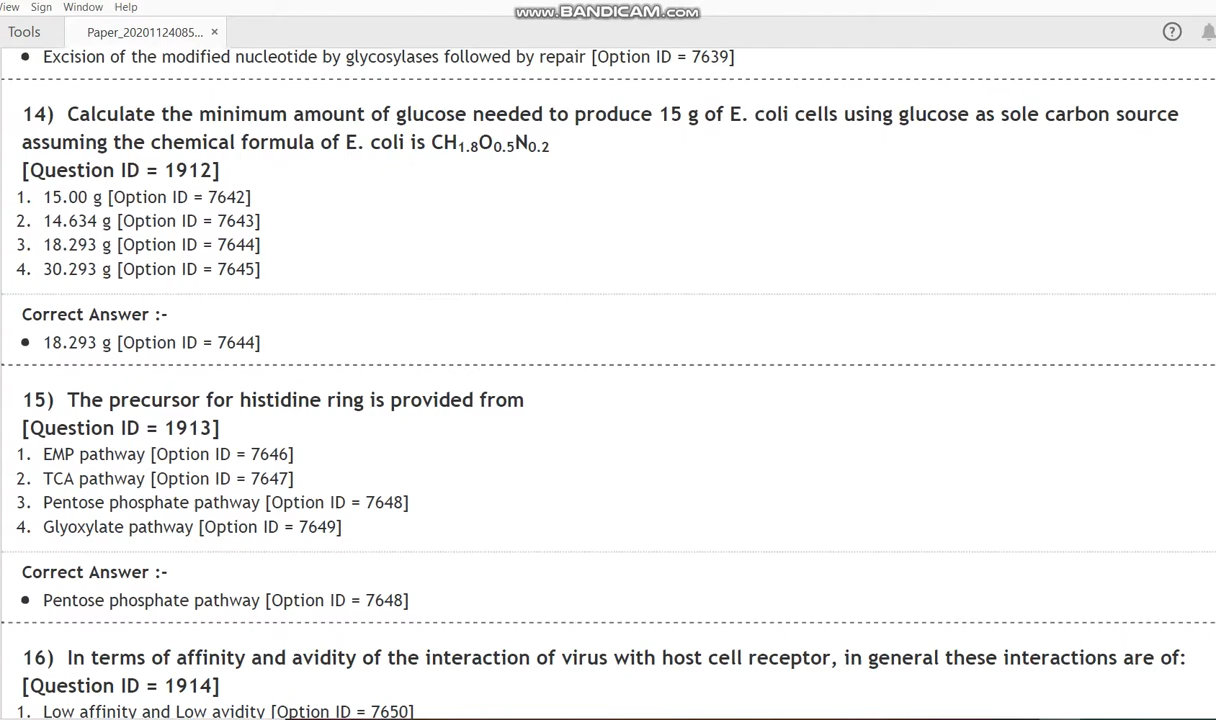 View Sign Window Help
www.BANDICAM.com
Tools Paper_20201124085... ×
• Excision of the modified nucleotide by glycosylases followed by repair [Option ID = 7639]
14) Calculate the minimum amount of glucose needed to produce 15 g of E. coli cells using glucose as sole carbon source
assuming the chemical formula of E. coli is CH1.8O0.5N0.2
[Question ID = 1912]
1. 15.00 g [Option ID = 7642]
2. 14.634 g [Option ID = 7643]
3. 18.293 g [Option ID = 7644]
4. 30.293 g [Option ID = 7645]
Correct Answer :-
• 18.293 g [Option ID = 7644]
15) The precursor for histidine ring is provided from
[Question ID = 1913]
1. EMP pathway [Option ID = 7646]
2. TCA pathway [Option ID = 7647]
3. Pentose phosphate pathway [Option ID = 7648]
4. Glyoxylate pathway [Option ID = 7649]
Correct Answer :-
• Pentose phosphate pathway [Option ID = 7648]
16) In terms of affinity and avidity of the interaction of virus with host cell receptor, in general these interactions are of:
[Question ID = 1914]
1. Low affinity and Low avidity [Option ID = 7650]